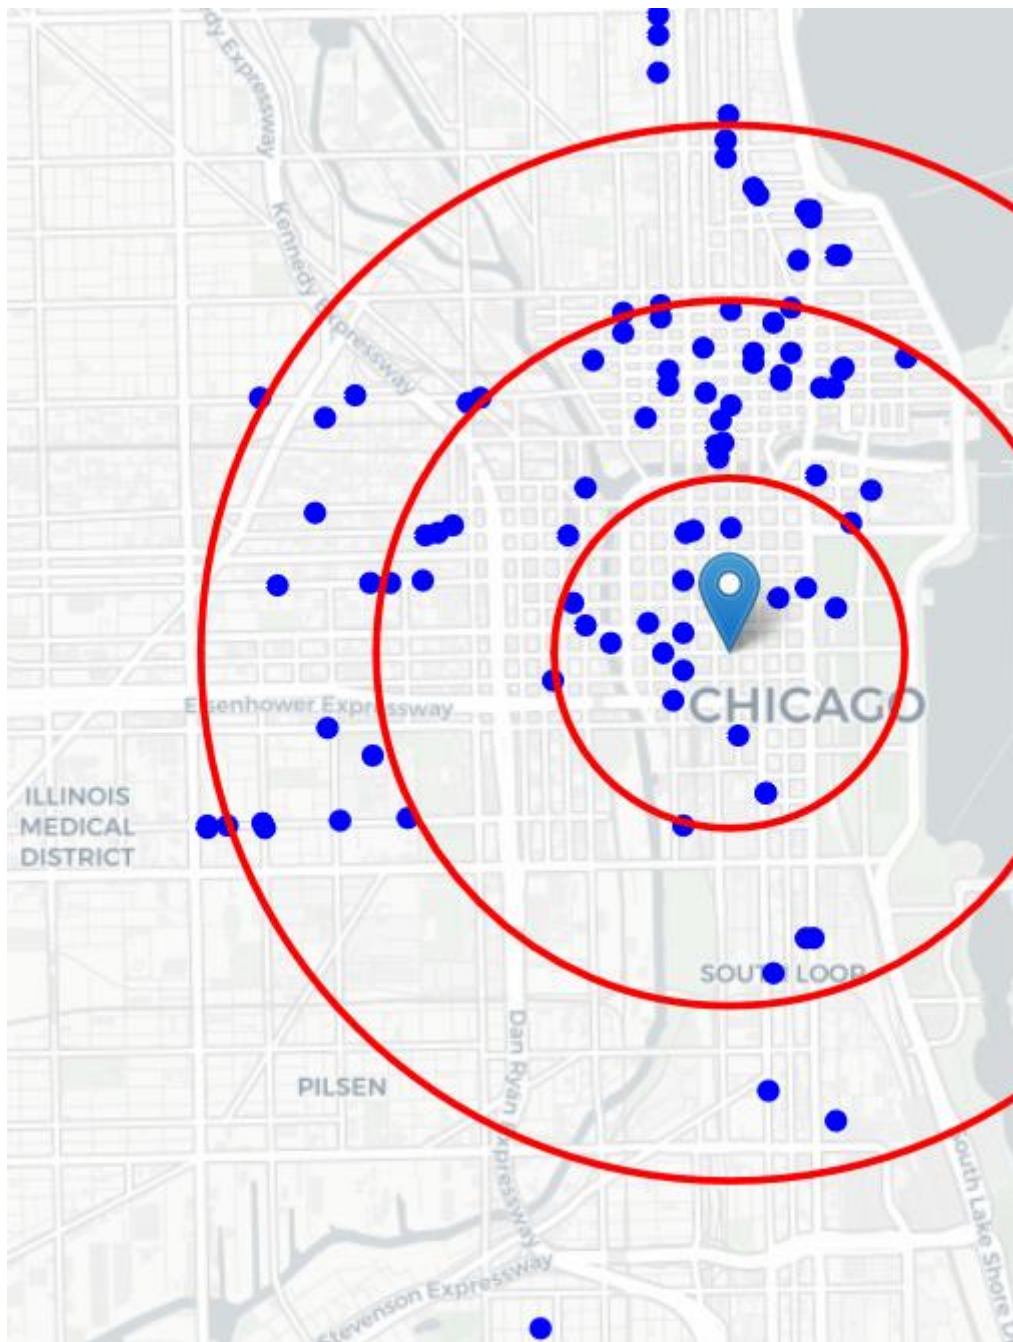 dy Expressway
Kennedy Expressway
Eisenhower Expressway
CHICAGO
ILLINOIS
MEDICAL
DISTRICT
SOUTH LOOP
PILSEN
Dan Ryan Expressway
South Lake Shore D
Stevenson Expressway